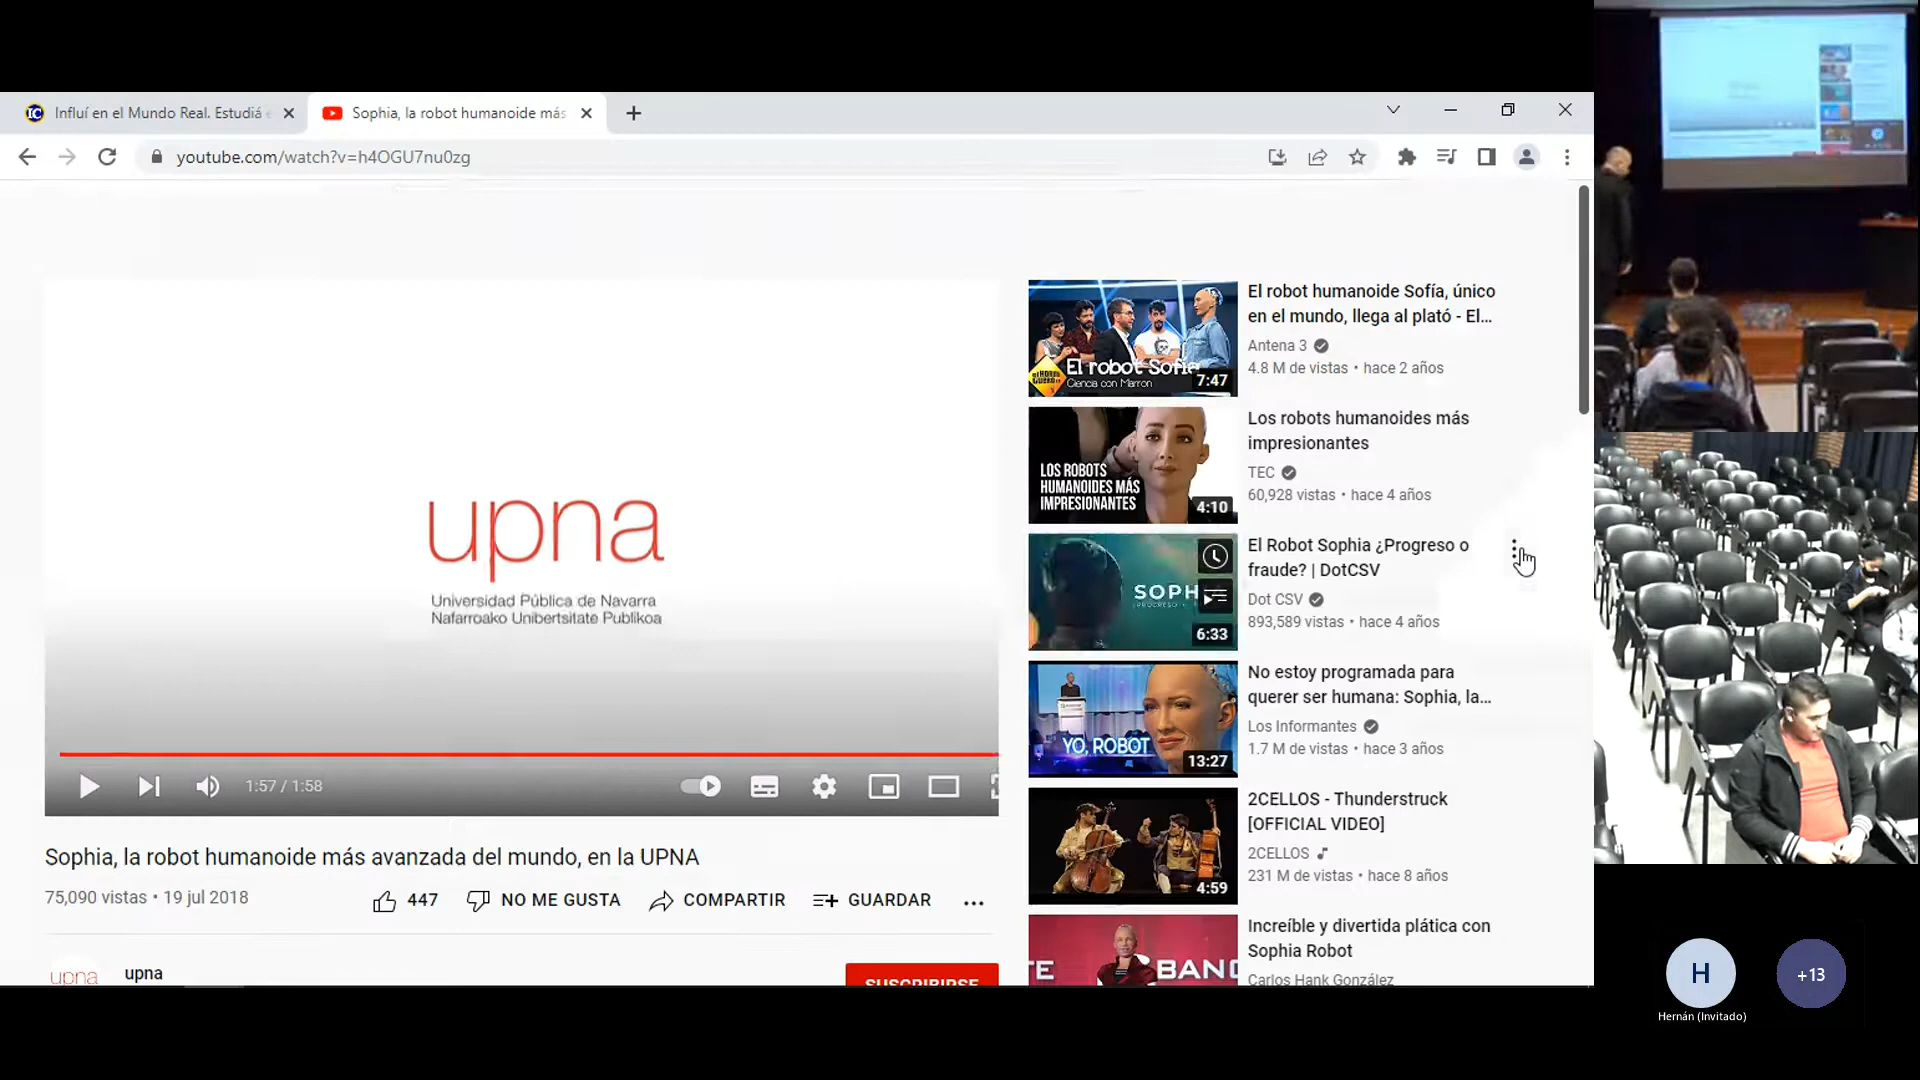 Influí en el Mundo Real. Estudiá e
Sophia, la robot humanoide más
youtube.com/watch?v=h4OGU7nu0zg
upna
Universidad Pública de Navarra
Nafarroako Unibertsitate Publikoa
1:57 / 1:58
Sophia, la robot humanoide más avanzada del mundo, en la UPNA
75,090 vistas • 19 jul 2018
447
NO ME GUSTA
COMPARTIR
GUARDAR
upna
upna
SUSCRIBIRSE
El robot Sofía
Ciencia con Marron
7:47
El robot humanoide Sofía, único
en el mundo, llega al plató - El...
Antena 3
4.8 M de vistas • hace 2 años
LOS ROBOTS
HUMANOIDES MÁS
IMPRESIONANTES
4:10
Los robots humanoides más
impresionantes
TEC
60,928 vistas • hace 4 años
SOPH
6:33
El Robot Sophia ¿Progreso o
fraude? | DotCSV
Dot CSV
893,589 vistas • hace 4 años
YO, ROBOT
13:27
No estoy programada para
querer ser humana: Sophia, la...
Los Informantes
1.7 M de vistas • hace 3 años
4:59
2CELLOS - Thunderstruck
[OFFICIAL VIDEO]
2CELLOS
231 M de vistas • hace 8 años
TE BANO
Increíble y divertida plática con
Sophia Robot
Carlos Hank González
H
+13
Hernán (Invitado)